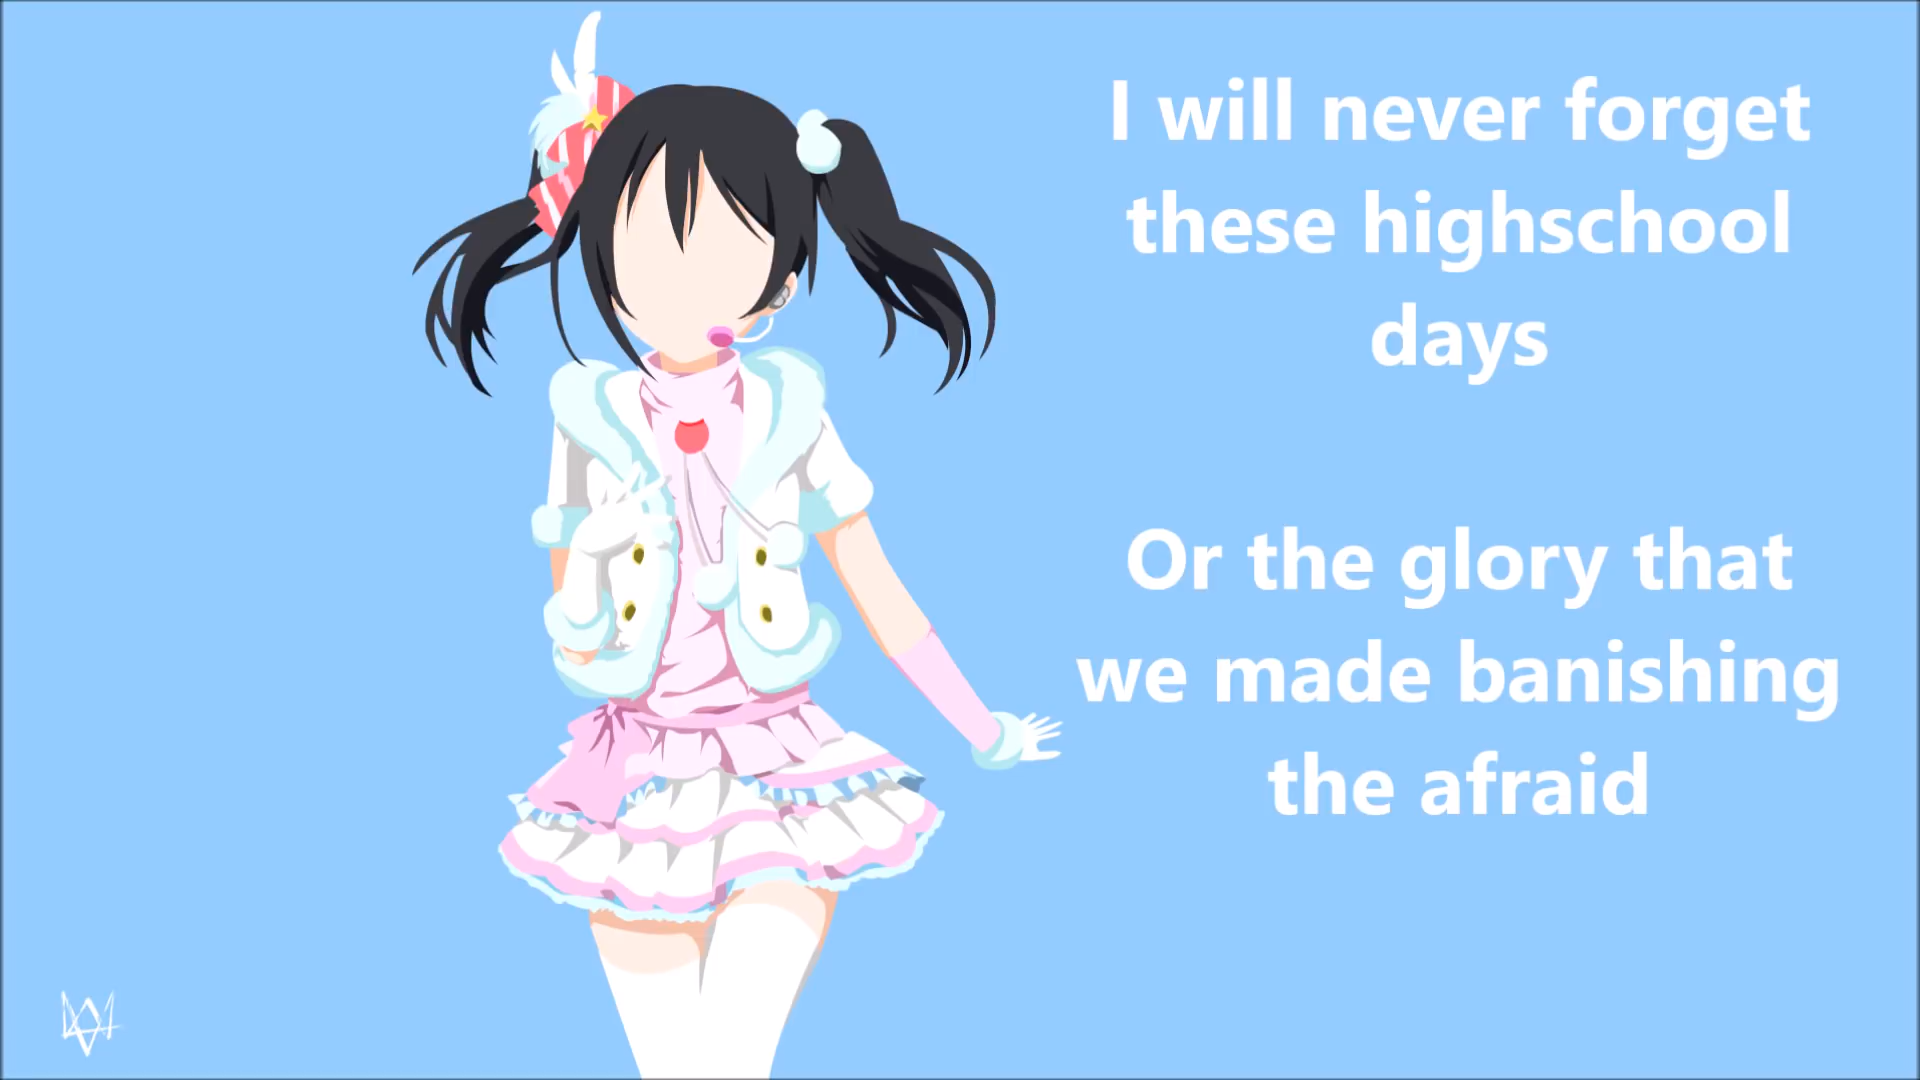 I will never forget
these highschool
days
Or the glory that
we made banishing
the afraid